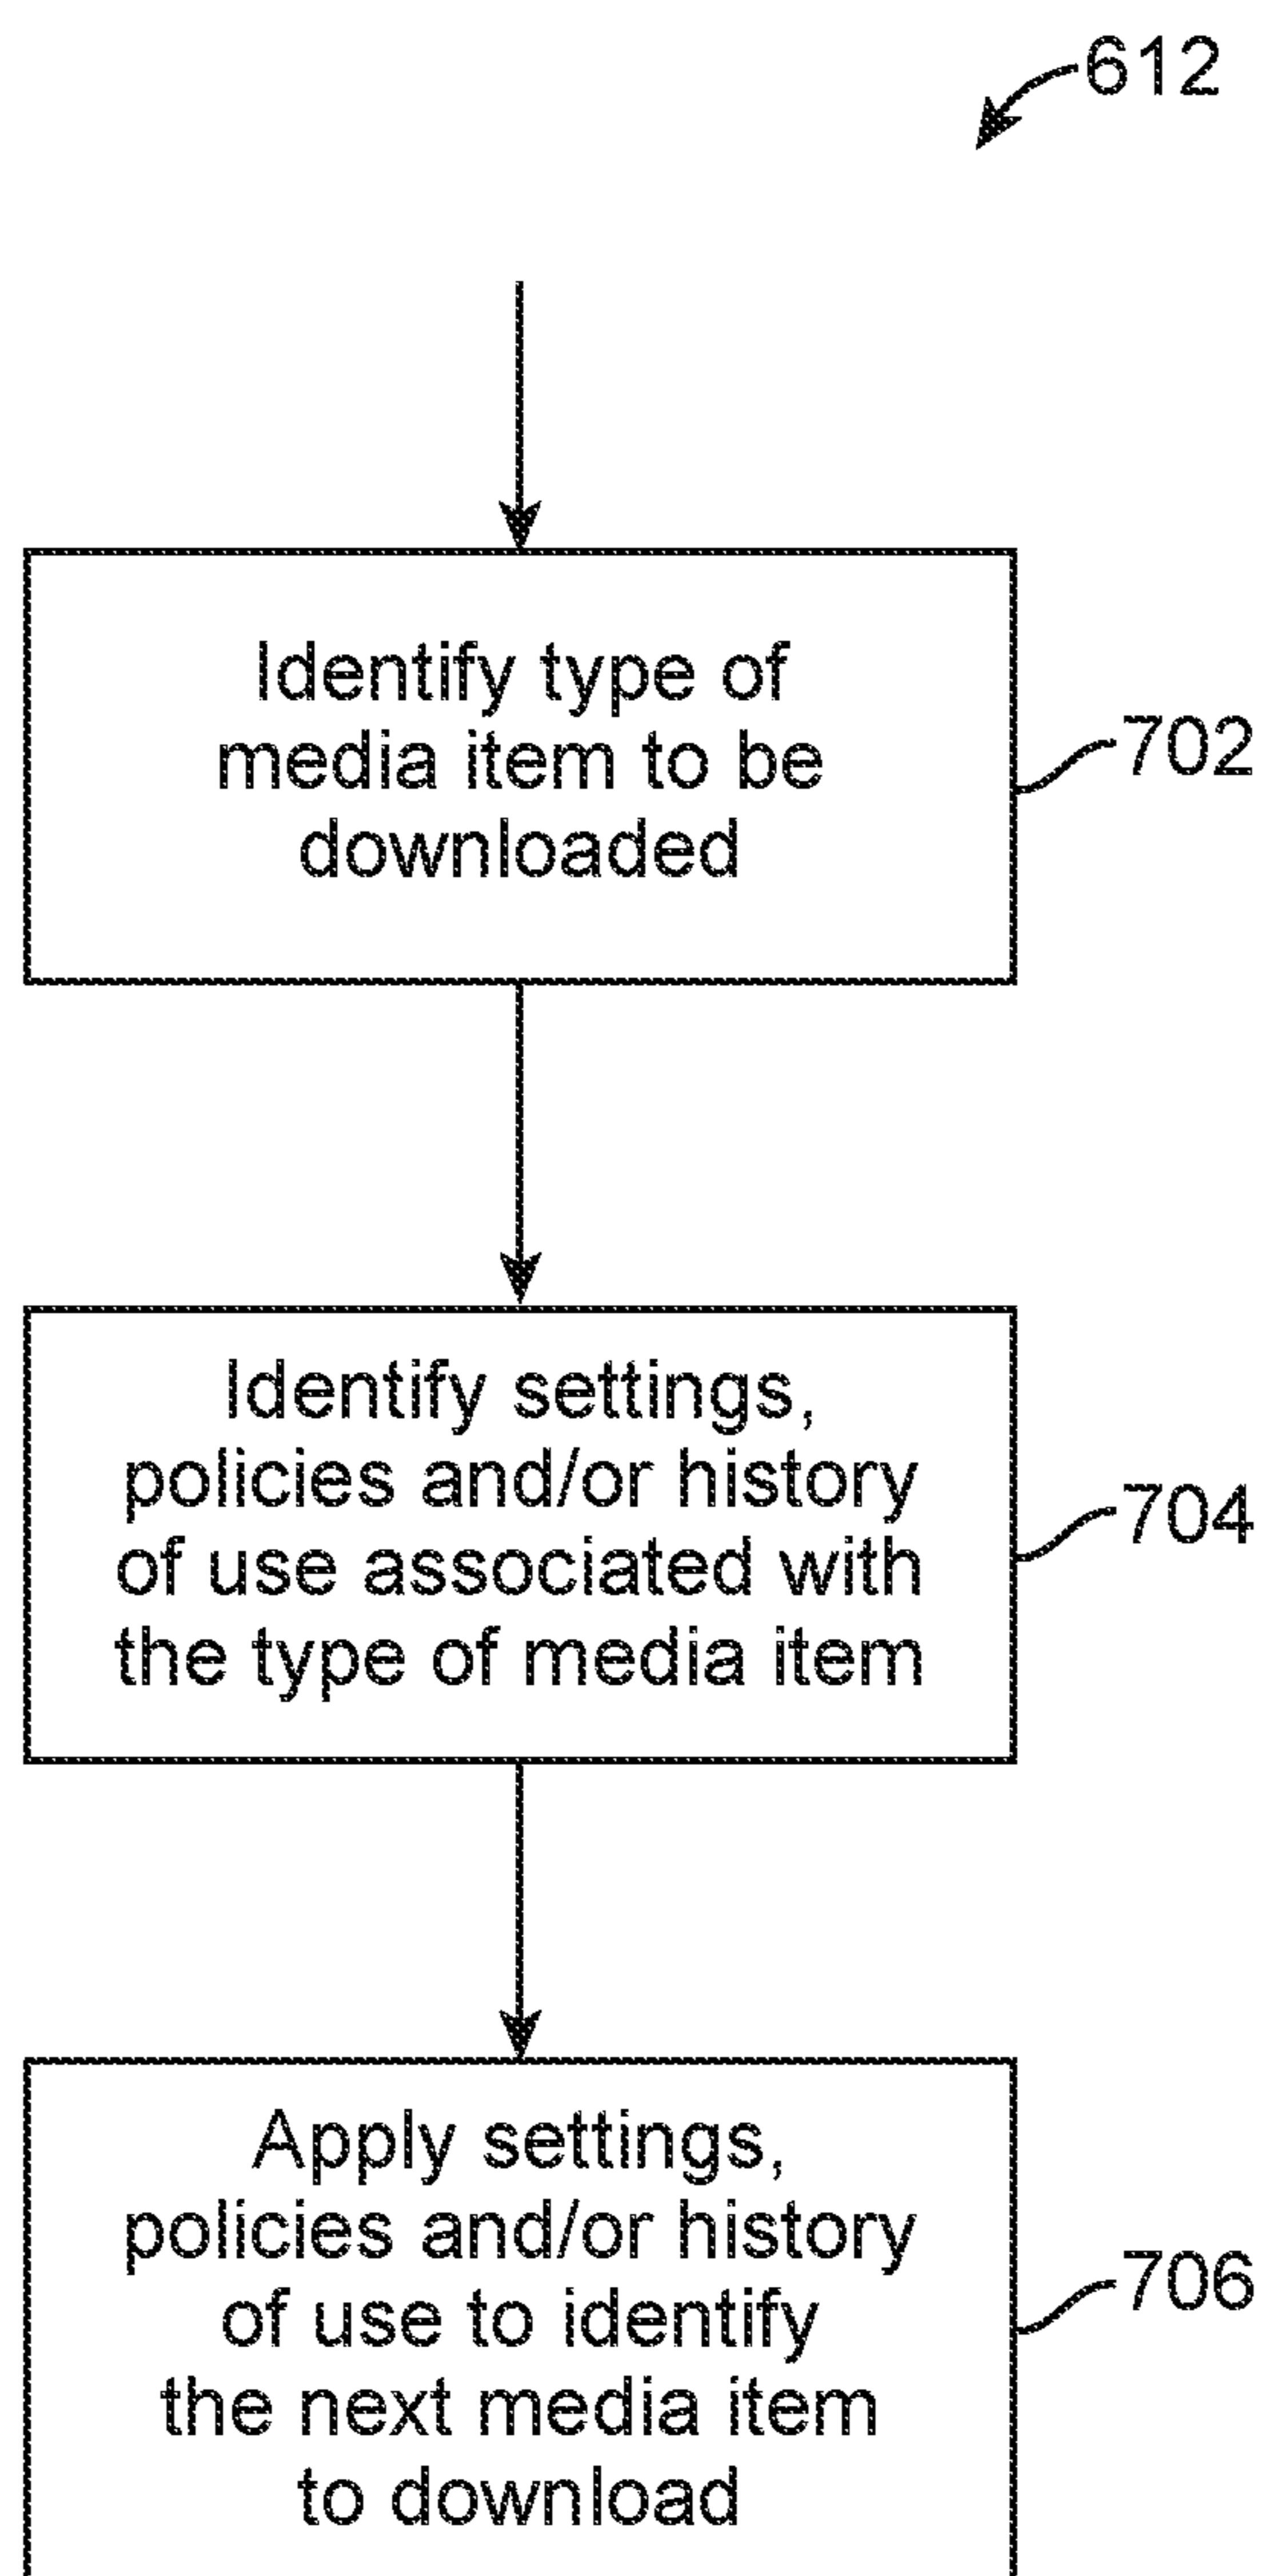 612
Identify type of
media item to be
downloaded
702
Identify settings,
policies and/or history
of use associated with
the type of media item
704
Apply settings,
policies and/or history
of use to identify
the next media item
to download
706